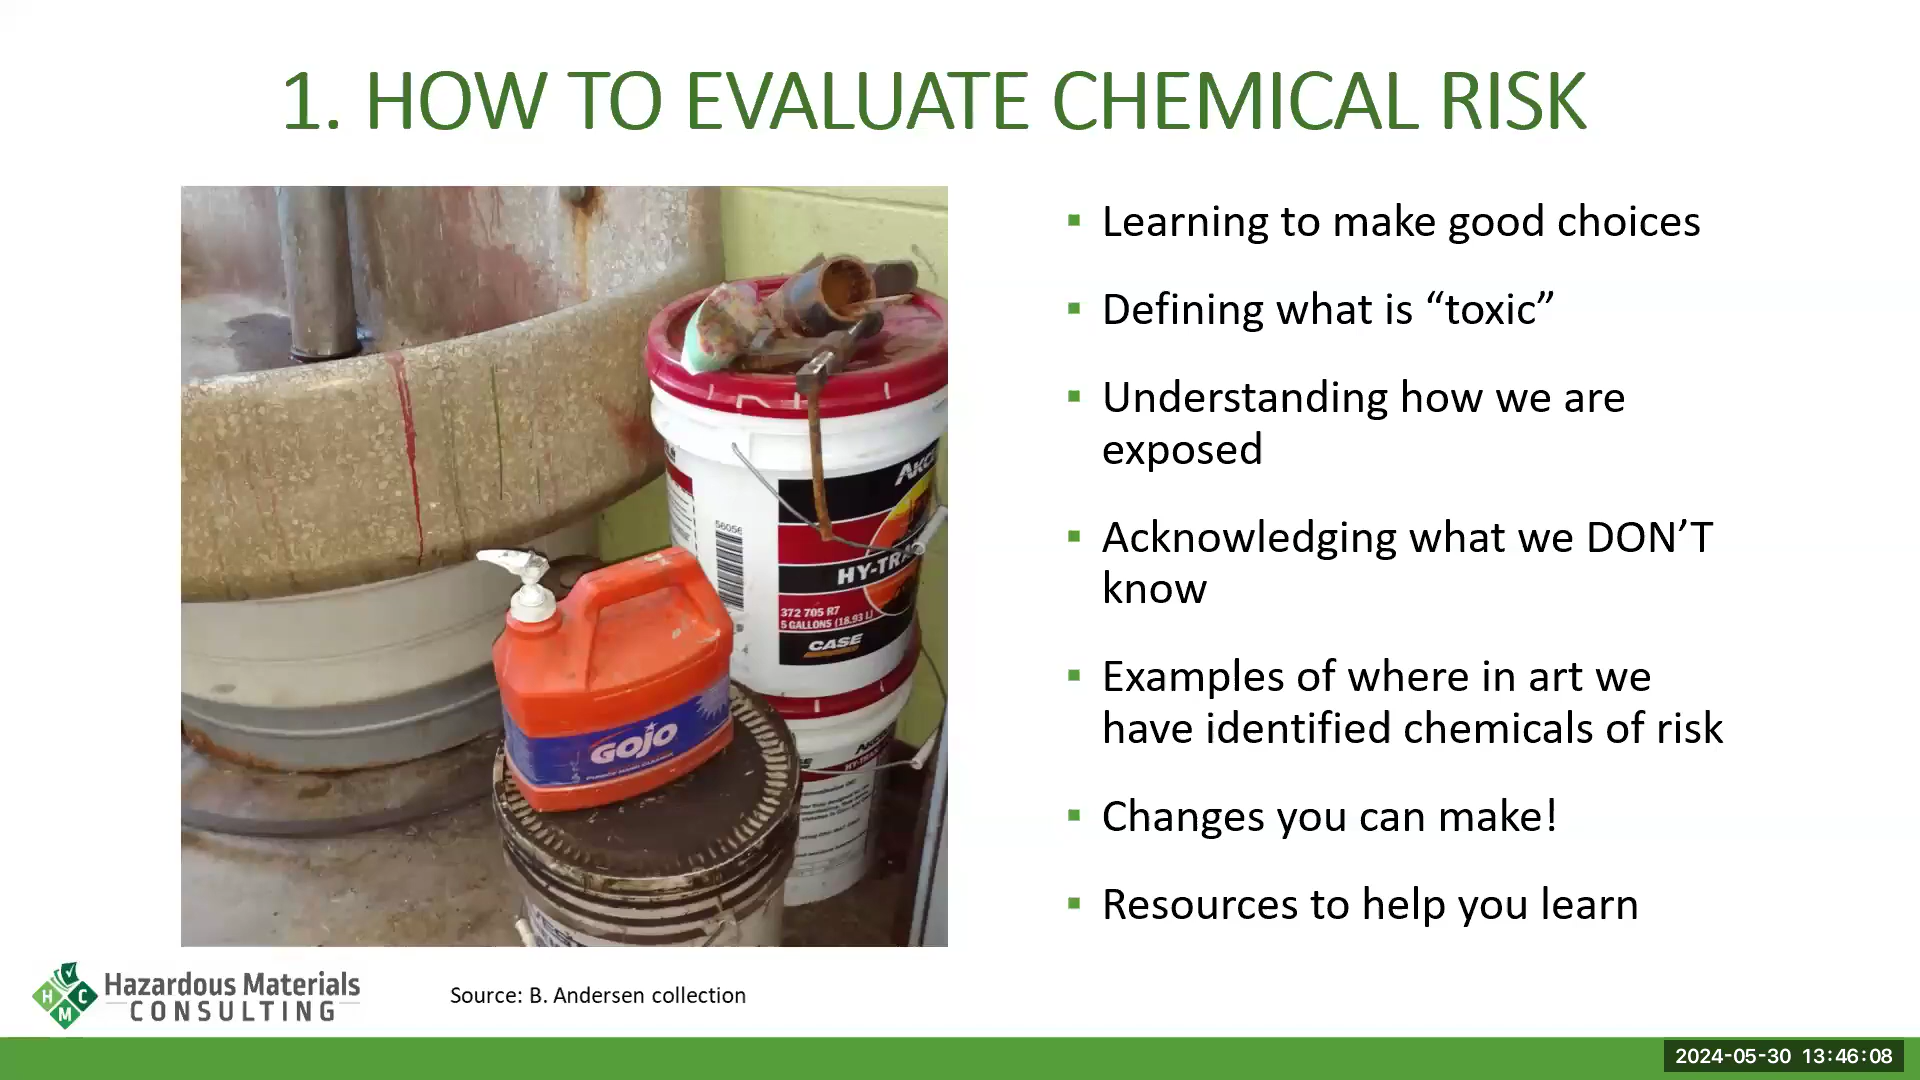 1. HOW TO EVALUATE CHEMICAL RISK
▪ Learning to make good choices
▪ Defining what is “toxic”
▪ Understanding how we are
exposed
▪ Acknowledging what we DON’T
know
▪ Examples of where in art we
have identified chemicals of risk
▪ Changes you can make!
▪ Resources to help you learn
HY-TRA
372 705 R7
5 GALLONS (18.93 L)
CASE
GOJO
H C
M
Hazardous Materials
CONSULTING
Source: B. Andersen collection
2024-05-30 13:46:08